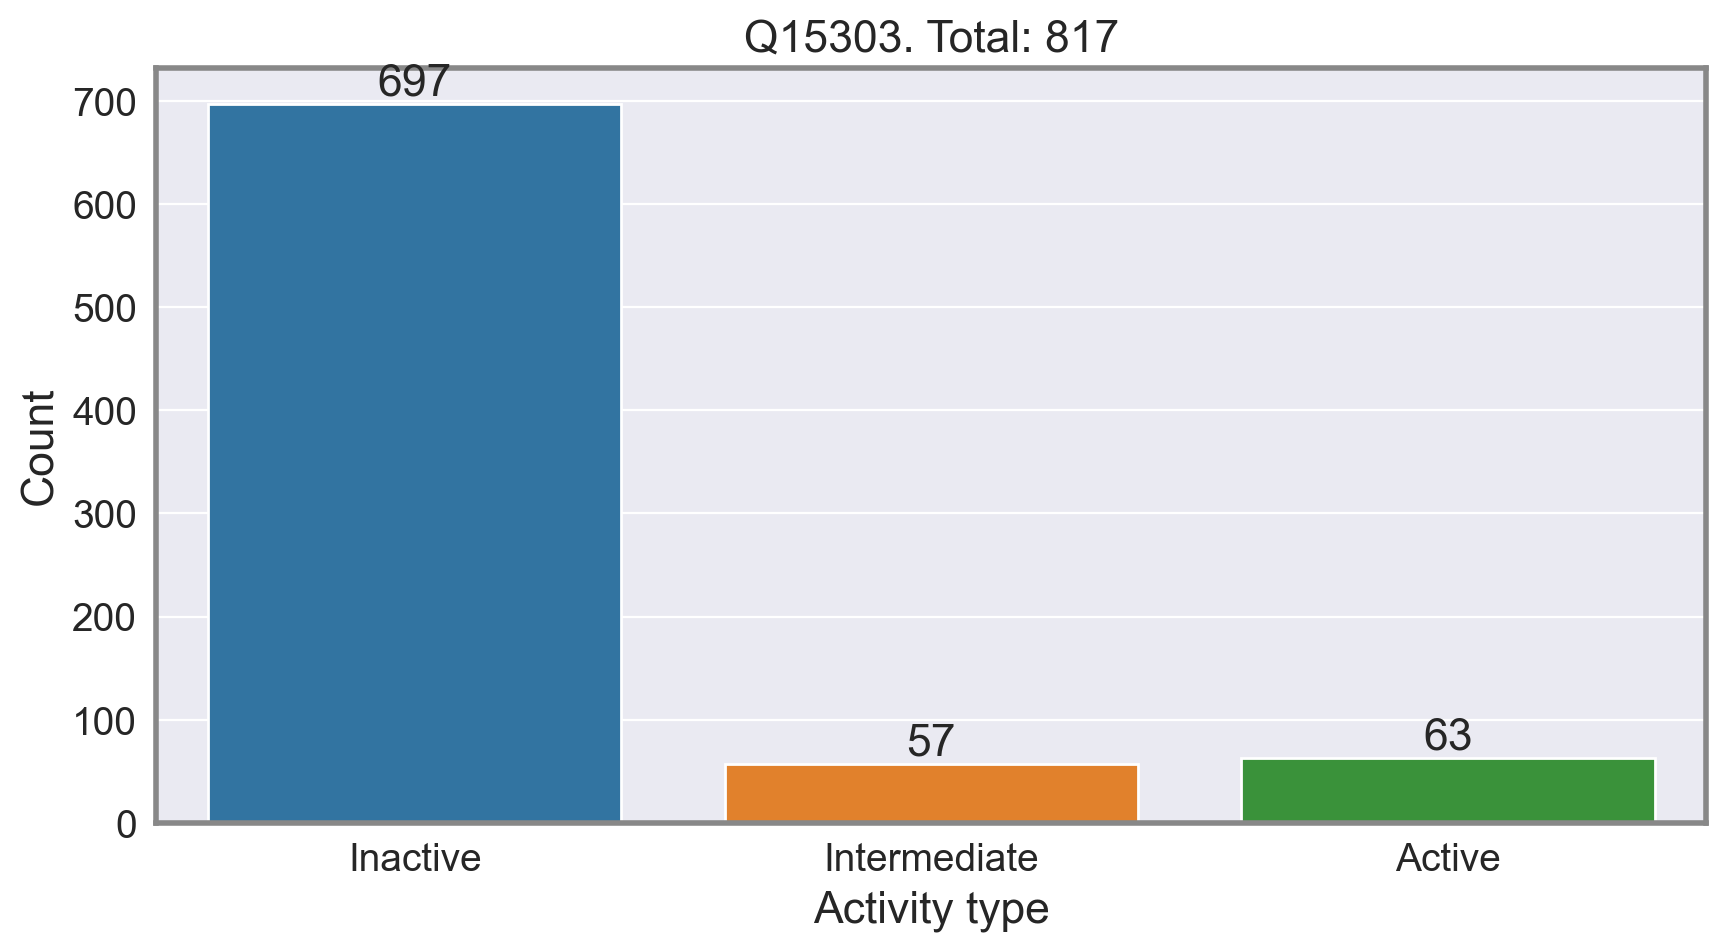 Q15303. Total: 817
697
700
600
500
400
300
200
100
0
Count
57
63
Inactive
Intermediate
Active
Activity type